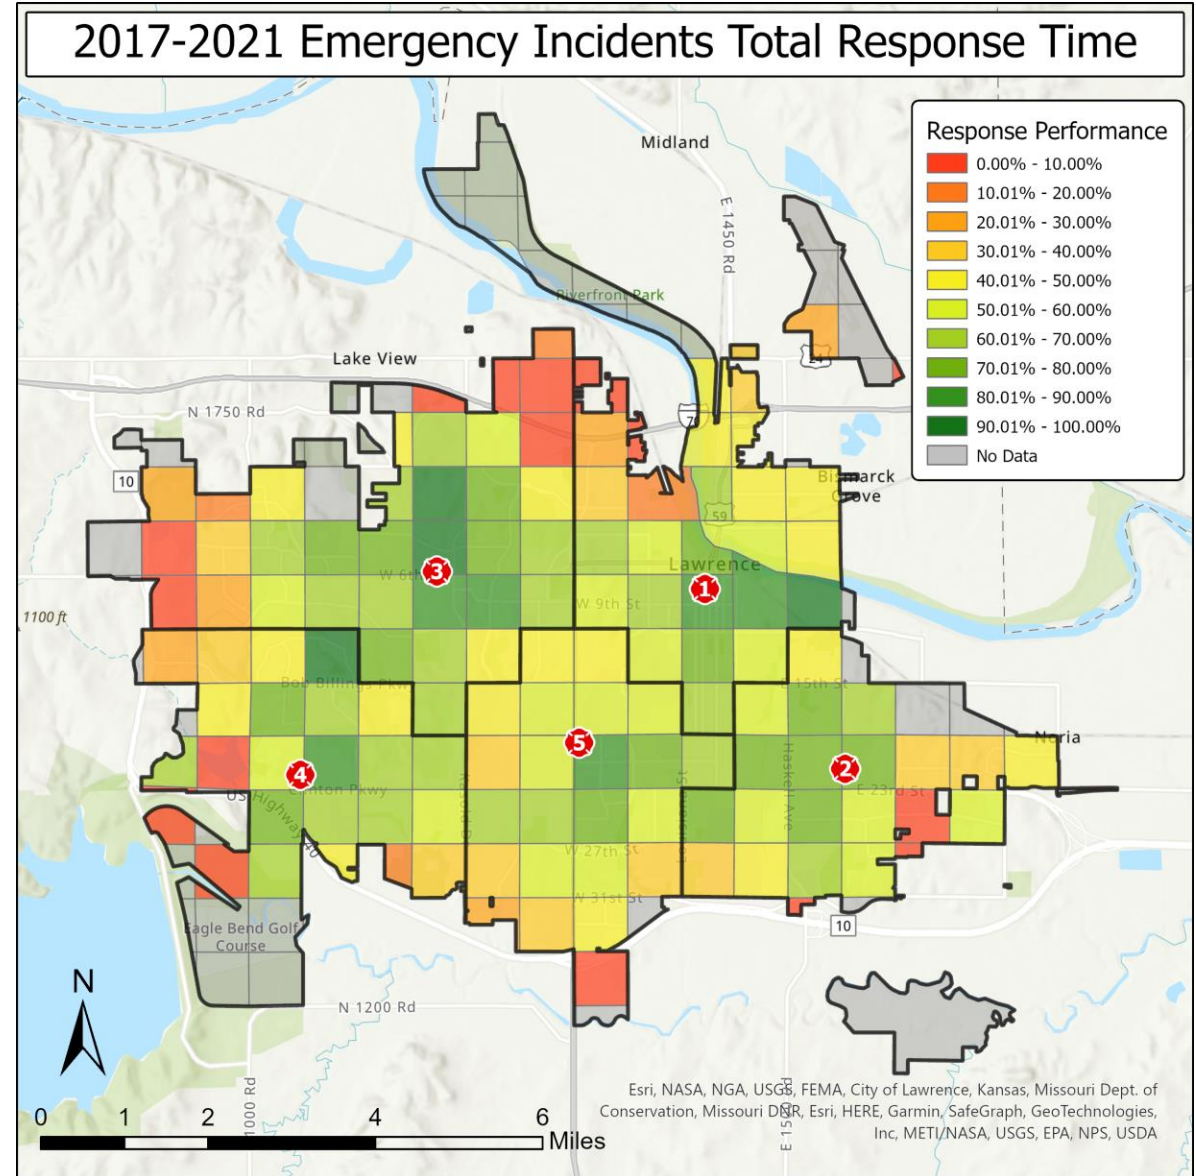 2017-2021 Emergency Incidents Total Response Time
Response Performance
0.00% - 10.00%
10.01% - 20.00%
20.01% - 30.00%
30.01% - 40.00%
40.01% - 50.00%
50.01% - 60.00%
60.01% - 70.00%
70.01% - 80.00%
80.01% - 90.00%
90.01% - 100.00%
No Data
Midland
E 1450 Rd
Riverfront Park
Lake View
24
N 1750 Rd
70
10
Bismarck
Grove
59
Lawrence
W 6th
3
1
W 9th St
1100 ft
Bob Billings Pkwy
E 15th St
Noria
5
4
2
Haskell Ave
Clinton Pkwy
E 23rd St
US Highway 40
Kasold D
Louisiana St
W 27th St
W 31st St
10
Eagle Bend Golf
Course
N
N 1200 Rd
1000 Rd
E 1500 Rd
0 1 2 4 6
Miles
Esri, NASA, NGA, USGS, FEMA, City of Lawrence, Kansas, Missouri Dept. of
Conservation, Missouri DNR, Esri, HERE, Garmin, SafeGraph, GeoTechnologies,
Inc, METI/NASA, USGS, EPA, NPS, USDA